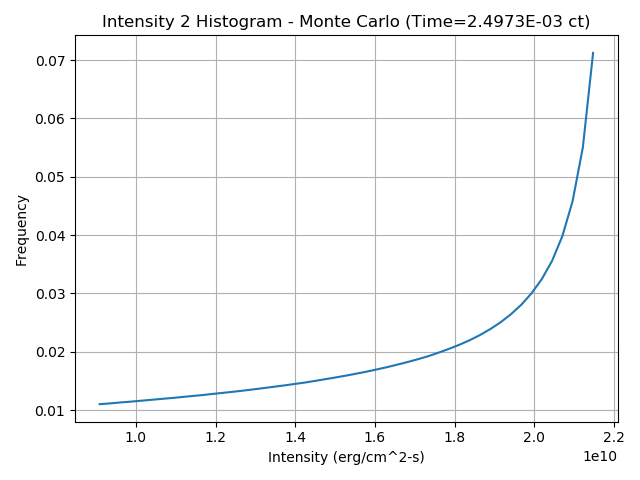 Intensity 2 Histogram - Monte Carlo (Time=2.4973E-03 ct)
Frequency
0.07
0.06
0.05
0.04
0.03
0.02
0.01
1.0 1.2 1.4 1.6 1.8 2.0 2.2
1e10
Intensity (erg/cm^2-s)